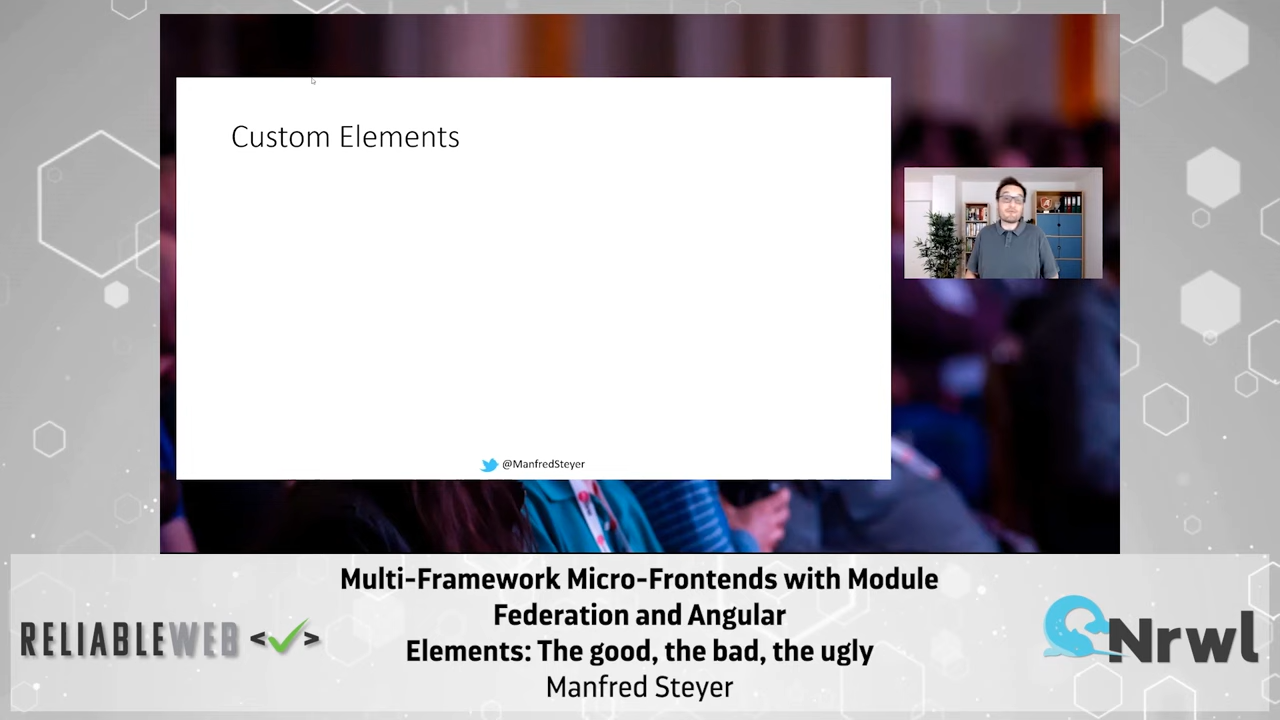 Custom Elements
@ManfredSteyer
Multi-Framework Micro-Frontends with Module
Federation and Angular
Elements: The good, the bad, the ugly
Manfred Steyer
RELIABLEWEB <✓>
Nrwl